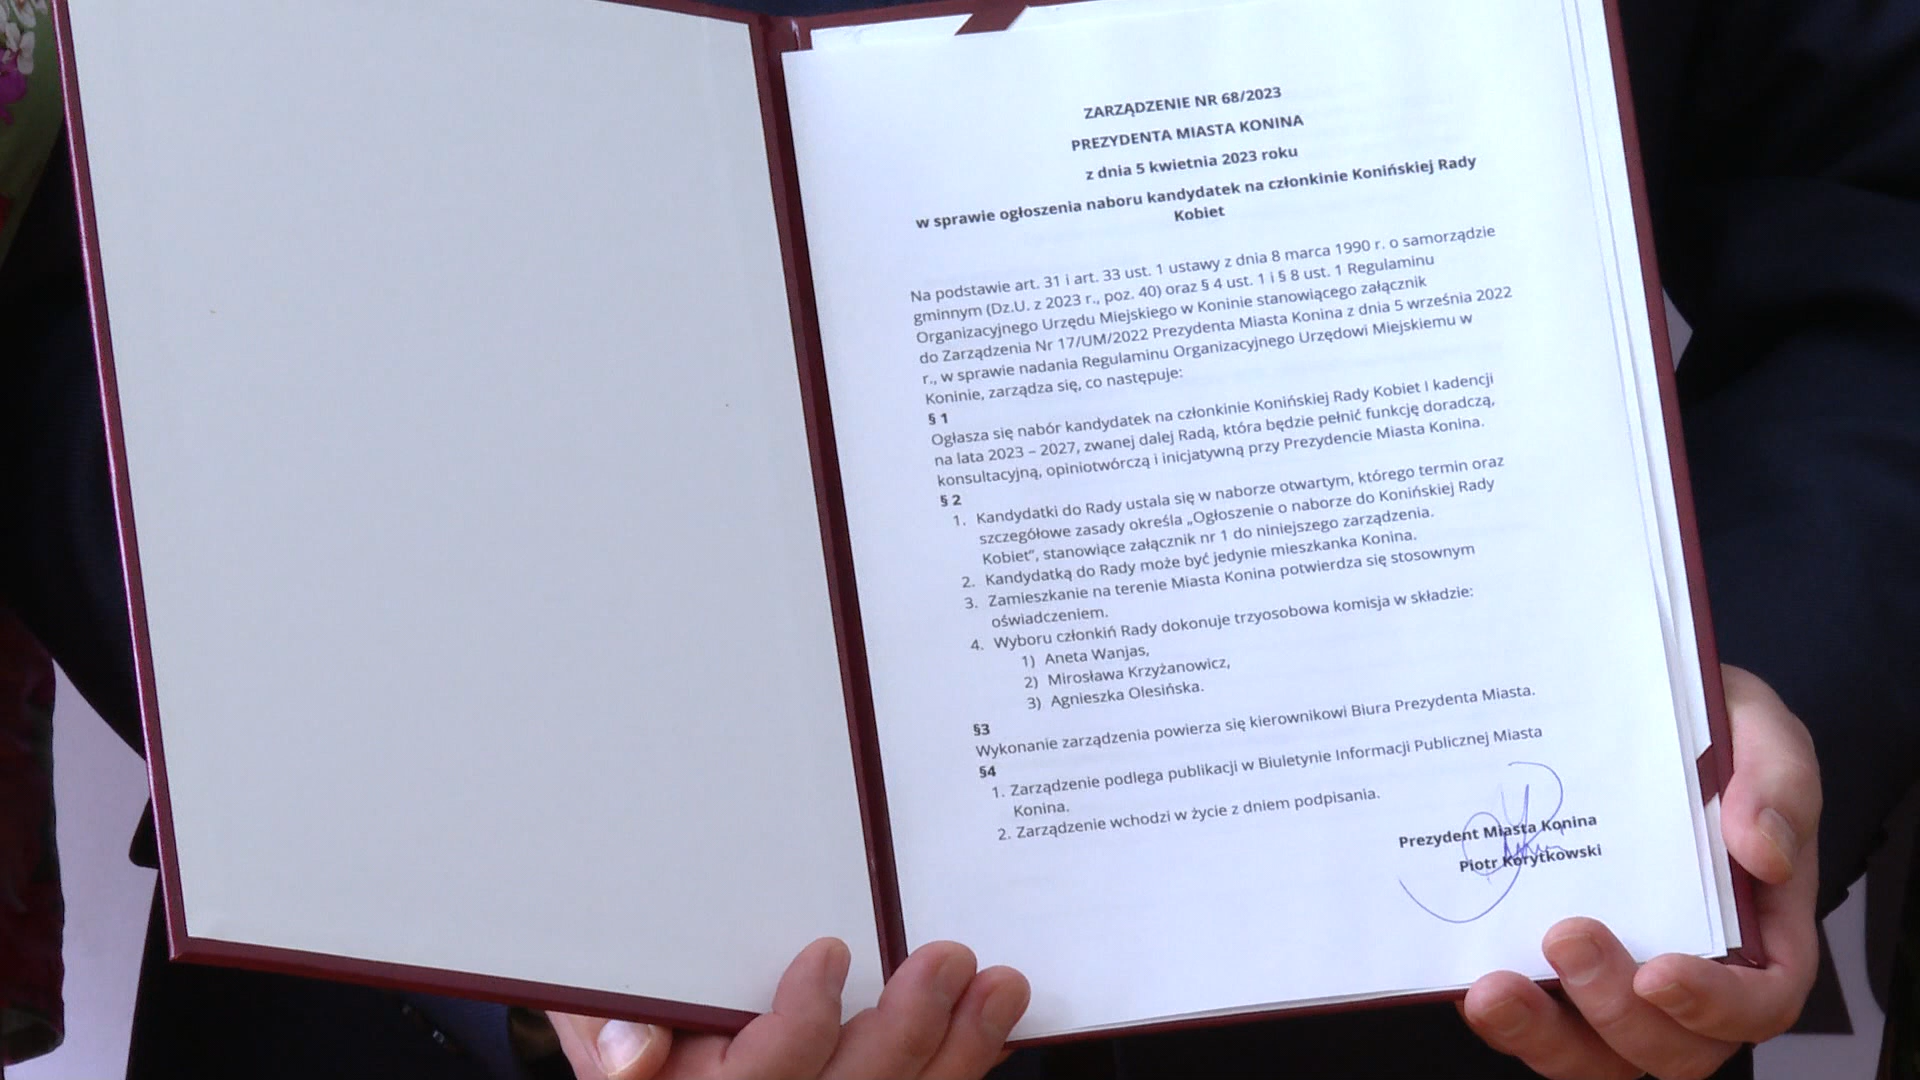 ZARZĄDZENIE NR 68/2023
PREZYDENTA MIASTA KONINA
z dnia 5 kwietnia 2023 roku
w sprawie ogłoszenia naboru kandydatek na członkinie Konińskiej Rady
Kobiet
Na podstawie art. 31 i art. 33 ust. 1 ustawy z dnia 8 marca 1990 r. o samorządzie
gminnym (Dz.U. z 2023 r., poz. 40) oraz § 4 ust. 1 i § 8 ust. 1 Regulaminu
Organizacyjnego Urzędu Miejskiego w Koninie stanowiącego załącznik
do Zarządzenia Nr 17/UM/2022 Prezydenta Miasta Konina z dnia 5 września 2022
r., w sprawie nadania Regulaminu Organizacyjnego Urzędowi Miejskiemu w
Koninie, zarządza się, co następuje:
§ 1
Ogłasza się nabór kandydatek na członkinie Konińskiej Rady Kobiet I kadencji
na lata 2023 – 2027, zwanej dalej Radą, która będzie pełnić funkcję doradczą,
konsultacyjną, opiniotwórczą i inicjatywną przy Prezydencie Miasta Konina.
§ 2
1. Kandydatki do Rady ustala się w naborze otwartym, którego termin oraz
szczegółowe zasady określa „Ogłoszenie o naborze do Konińskiej Rady
Kobiet”, stanowiące załącznik nr 1 do niniejszego zarządzenia.
2. Kandydatką do Rady może być jedynie mieszkanka Konina.
3. Zamieszkanie na terenie Miasta Konina potwierdza się stosownym
oświadczeniem.
4. Wyboru członkiń Rady dokonuje trzyosobowa komisja w składzie:
1) Aneta Wanjas,
2) Mirosława Krzyżanowicz,
3) Agnieszka Olesińska.
§3
Wykonanie zarządzenia powierza się kierownikowi Biura Prezydenta Miasta.
§4
1. Zarządzenie podlega publikacji w Biuletynie Informacji Publicznej Miasta
Konina.
2. Zarządzenie wchodzi w życie z dniem podpisania.
Prezydent Miasta Konina
Piotr Korytkowski